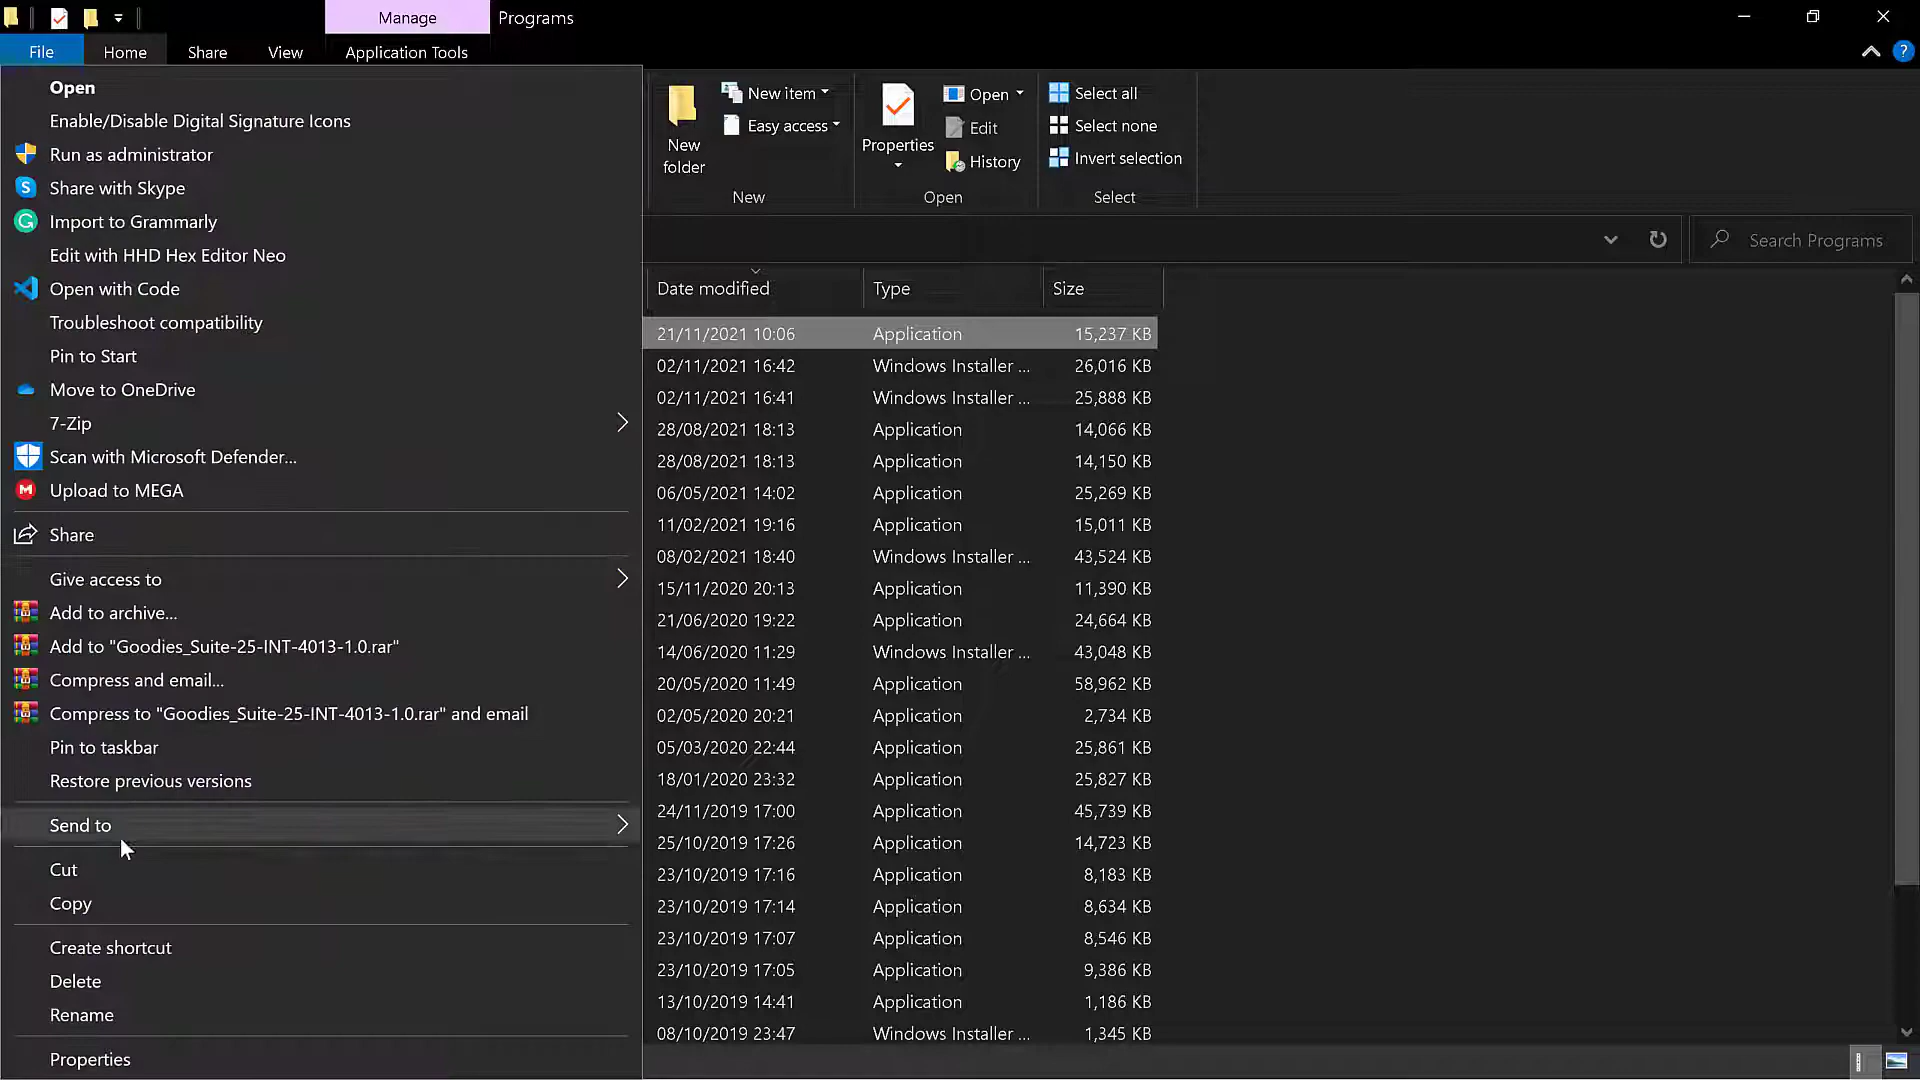 Manage
Programs
File
Home
Share
View
Application Tools
?
Open
Enable/Disable Digital Signature Icons
Run as administrator
Share with Skype
Import to Grammarly
Edit with HHD Hex Editor Neo
Open with Code
Troubleshoot compatibility
Pin to Start
Move to OneDrive
7-Zip
Scan with Microsoft Defender...
Upload to MEGA
Share
Give access to
Add to archive...
Add to "Goodies_Suite-25-INT-4013-1.0.rar"
Compress and email...
Compress to "Goodies_Suite-25-INT-4013-1.0.rar" and email
Pin to taskbar
Restore previous versions
Send to
Cut
Copy
Create shortcut
Delete
Rename
Properties
New
folder
New item
Easy access
New
Properties
Open
Edit
History
Open
Select all
Select none
Invert selection
Select
Search Programs
Date modified Type Size
21/11/2021 10:06 Application 15,237 KB
02/11/2021 16:42 Windows Installer ... 26,016 KB
02/11/2021 16:41 Windows Installer ... 25,888 KB
28/08/2021 18:13 Application 14,066 KB
28/08/2021 18:13 Application 14,150 KB
06/05/2021 14:02 Application 25,269 KB
11/02/2021 19:16 Application 15,011 KB
08/02/2021 18:40 Windows Installer ... 43,524 KB
15/11/2020 20:13 Application 11,390 KB
21/06/2020 19:22 Application 24,664 KB
14/06/2020 11:29 Windows Installer ... 43,048 KB
20/05/2020 11:49 Application 58,962 KB
02/05/2020 20:21 Application 2,734 KB
05/03/2020 22:44 Application 25,861 KB
18/01/2020 23:32 Application 25,827 KB
24/11/2019 17:00 Application 45,739 KB
25/10/2019 17:26 Application 14,723 KB
23/10/2019 17:16 Application 8,183 KB
23/10/2019 17:14 Application 8,634 KB
23/10/2019 17:07 Application 8,546 KB
23/10/2019 17:05 Application 9,386 KB
13/10/2019 14:41 Application 1,186 KB
08/10/2019 23:47 Windows Installer ... 1,345 KB